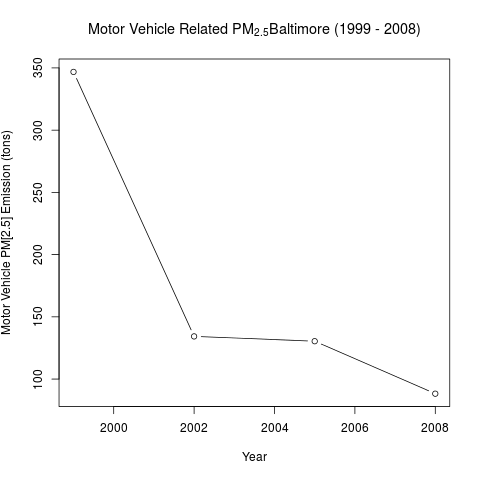 Motor Vehicle Related PM2.5Baltimore (1999 - 2008)
Motor Vehicle PM[2.5] Emission (tons)
350
300
250
200
150
100
2000 2002 2004 2006 2008
Year